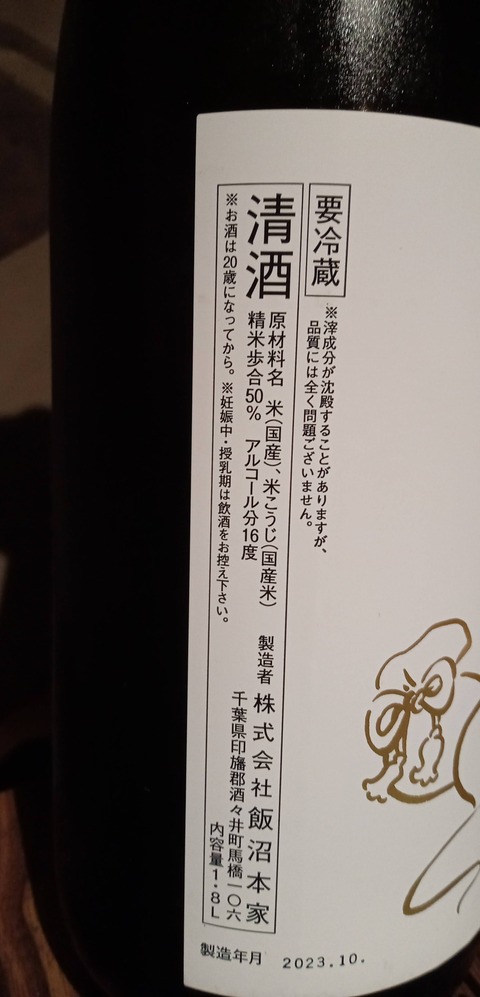 要冷蔵
※滓成分が沈殿することがありますが、
品質には全く問題ございません。
清酒
原材料名 米(国産)、米こうじ(国産米)
精米歩合50% アルコール分16度
製造者 株式会社飯沼本家
千葉県印旛郡酒々井町馬橋一〇六
内容量1.8L
※お酒は20歳になってから。※妊娠中・授乳期は飲酒をお控え下さい。
製造年月 2023.10.